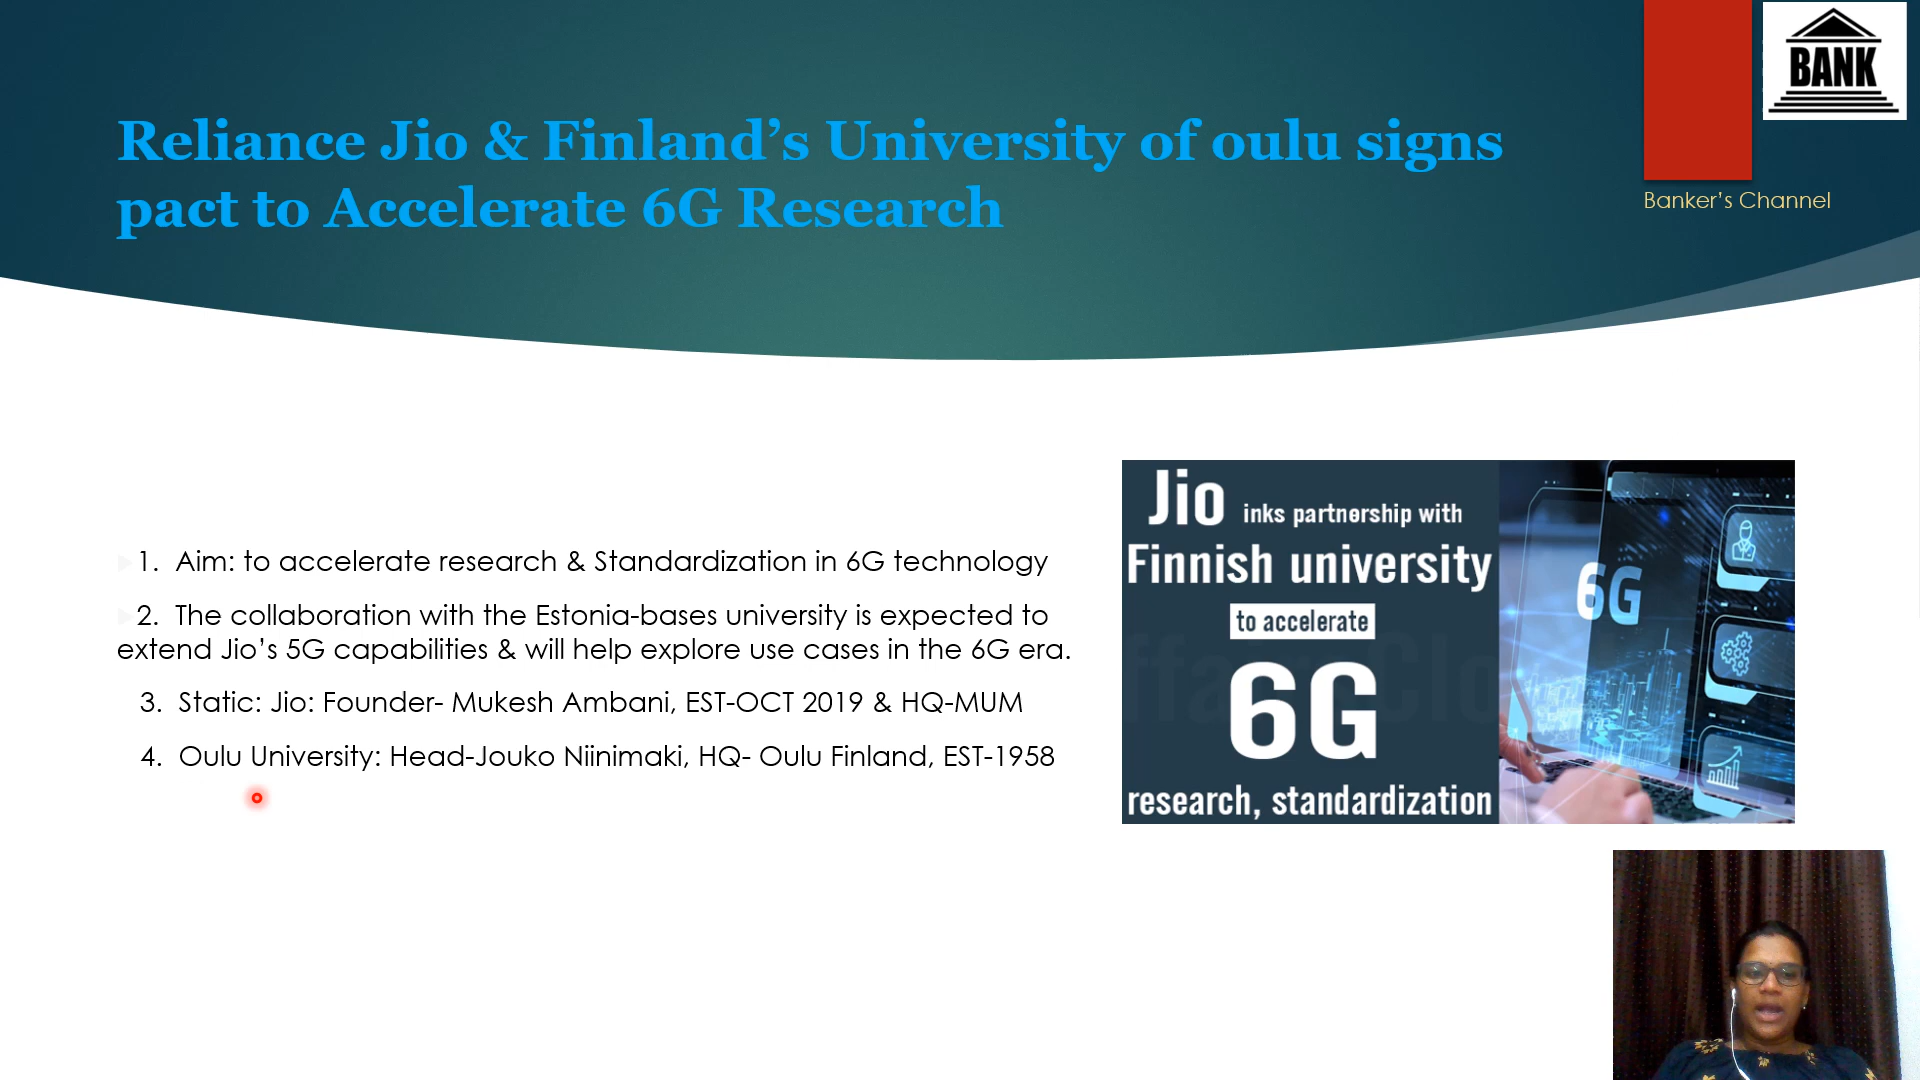 BANK
Reliance Jio & Finland’s University of oulu signs
pact to Accelerate 6G Research
Banker’s Channel
1. Aim: to accelerate research & Standardization in 6G technology
2. The collaboration with the Estonia-bases university is expected to
extend Jio’s 5G capabilities & will help explore use cases in the 6G era.
3. Static: Jio: Founder- Mukesh Ambani, EST-OCT 2019 & HQ-MUM
4. Oulu University: Head-Jouko Niinimaki, HQ- Oulu Finland, EST-1958
Jio inks partnership with
Finnish university
to accelerate
6G
research, standardization
6G